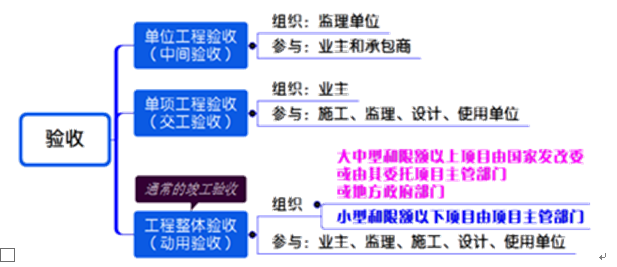 验收
单位工程验收
（中间验收）
组织：监理单位
参与：业主和承包商
单项工程验收
（交工验收）
组织：业主
参与：施工、监理、设计、使用单位
通常的竣工验收
工程整体验收
（动用验收）
组织
大中型和限额以上项目由国家发改委
或由其委托项目主管部门
或地方政府部门
小型和限额以下项目由项目主管部门
参与：业主、监理、施工、设计、使用单位